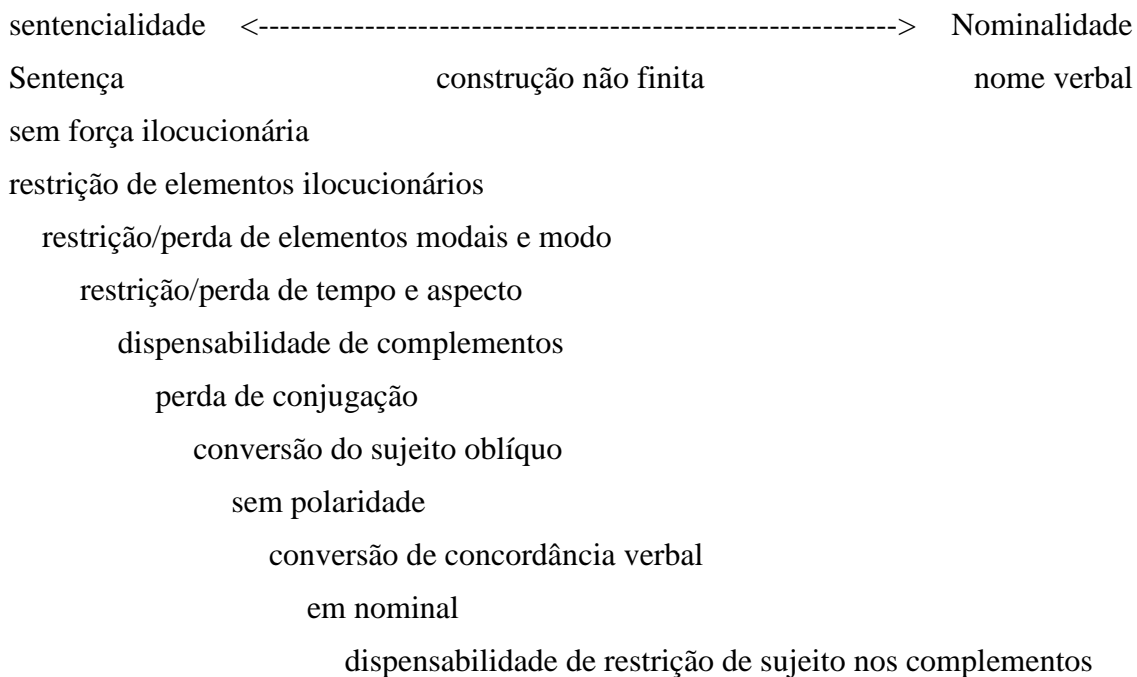 sentencialidade <------------------------------------------------------------> Nominalidade
Sentença construção não finita nome verbal
sem força ilocucionária
restrição de elementos ilocucionários
restrição/perda de elementos modais e modo
restrição/perda de tempo e aspecto
dispensabilidade de complementos
perda de conjugação
conversão do sujeito oblíquo
sem polaridade
conversão de concordância verbal
em nominal
dispensabilidade de restrição de sujeito nos complementos